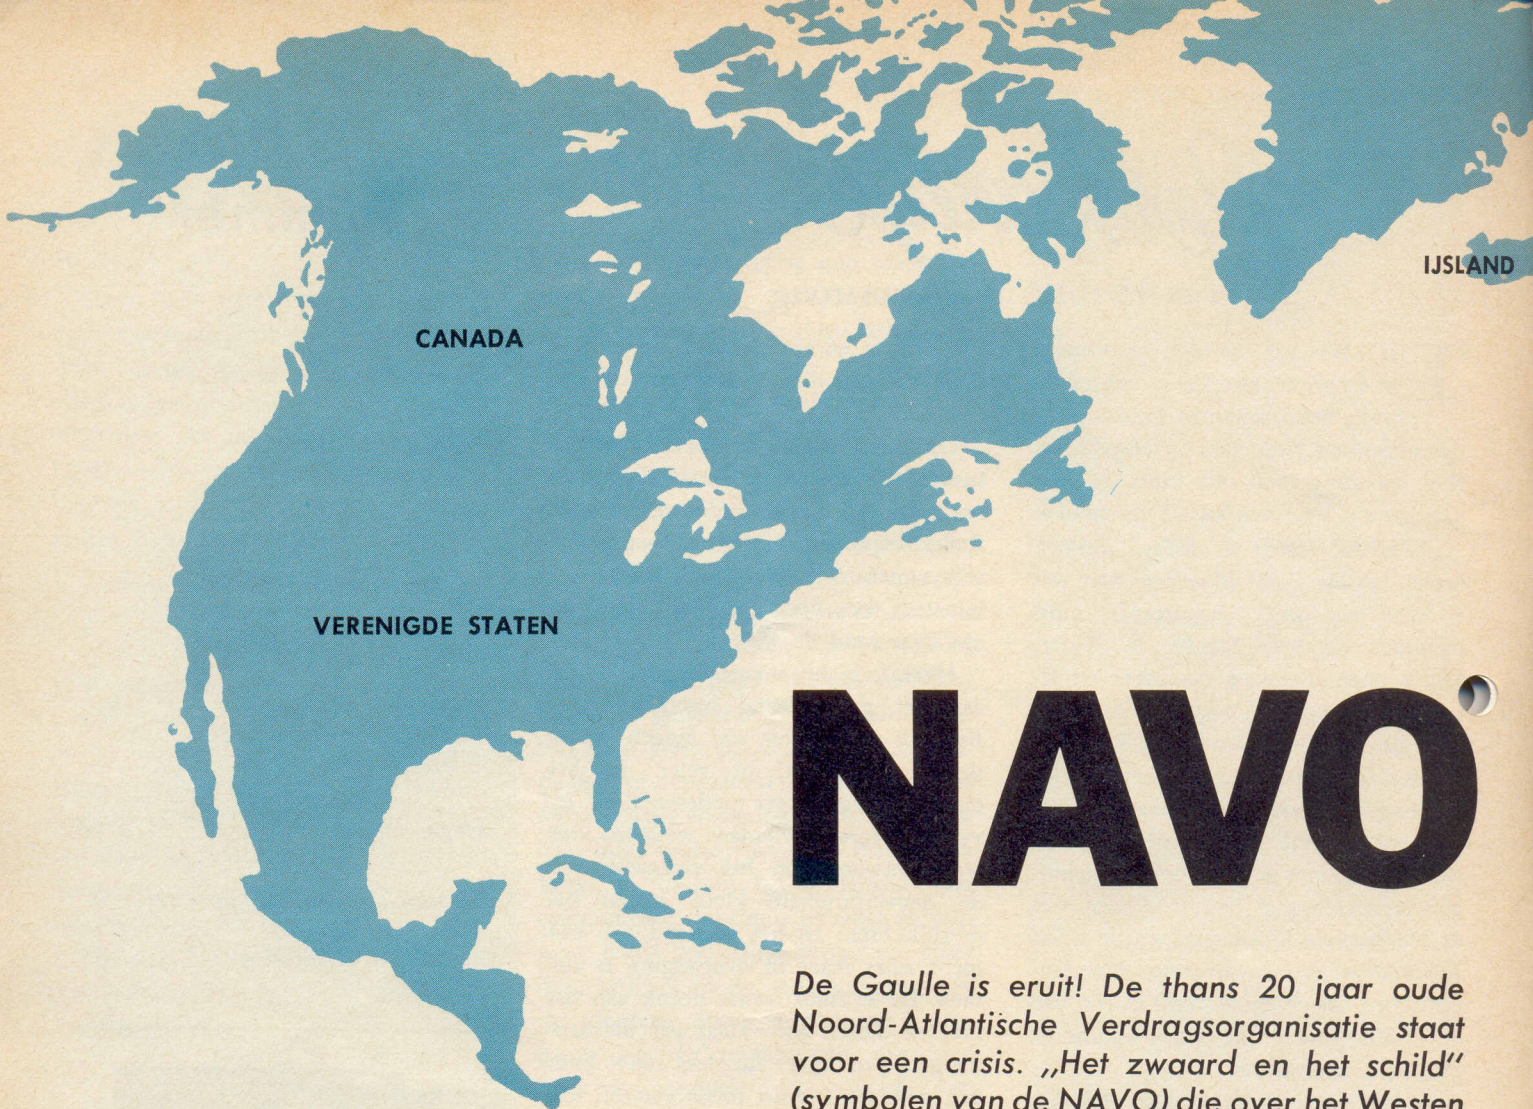 IJSLAND
CANADA
VERENIGDE STATEN
NAVO
De Gaulle is eruit! De thans 20 jaar oude
Noord-Atlantische Verdragsorganisatie staat
voor een crisis. „Het zwaard en het schild”
(symbolen van de NAVO) die over het Westen